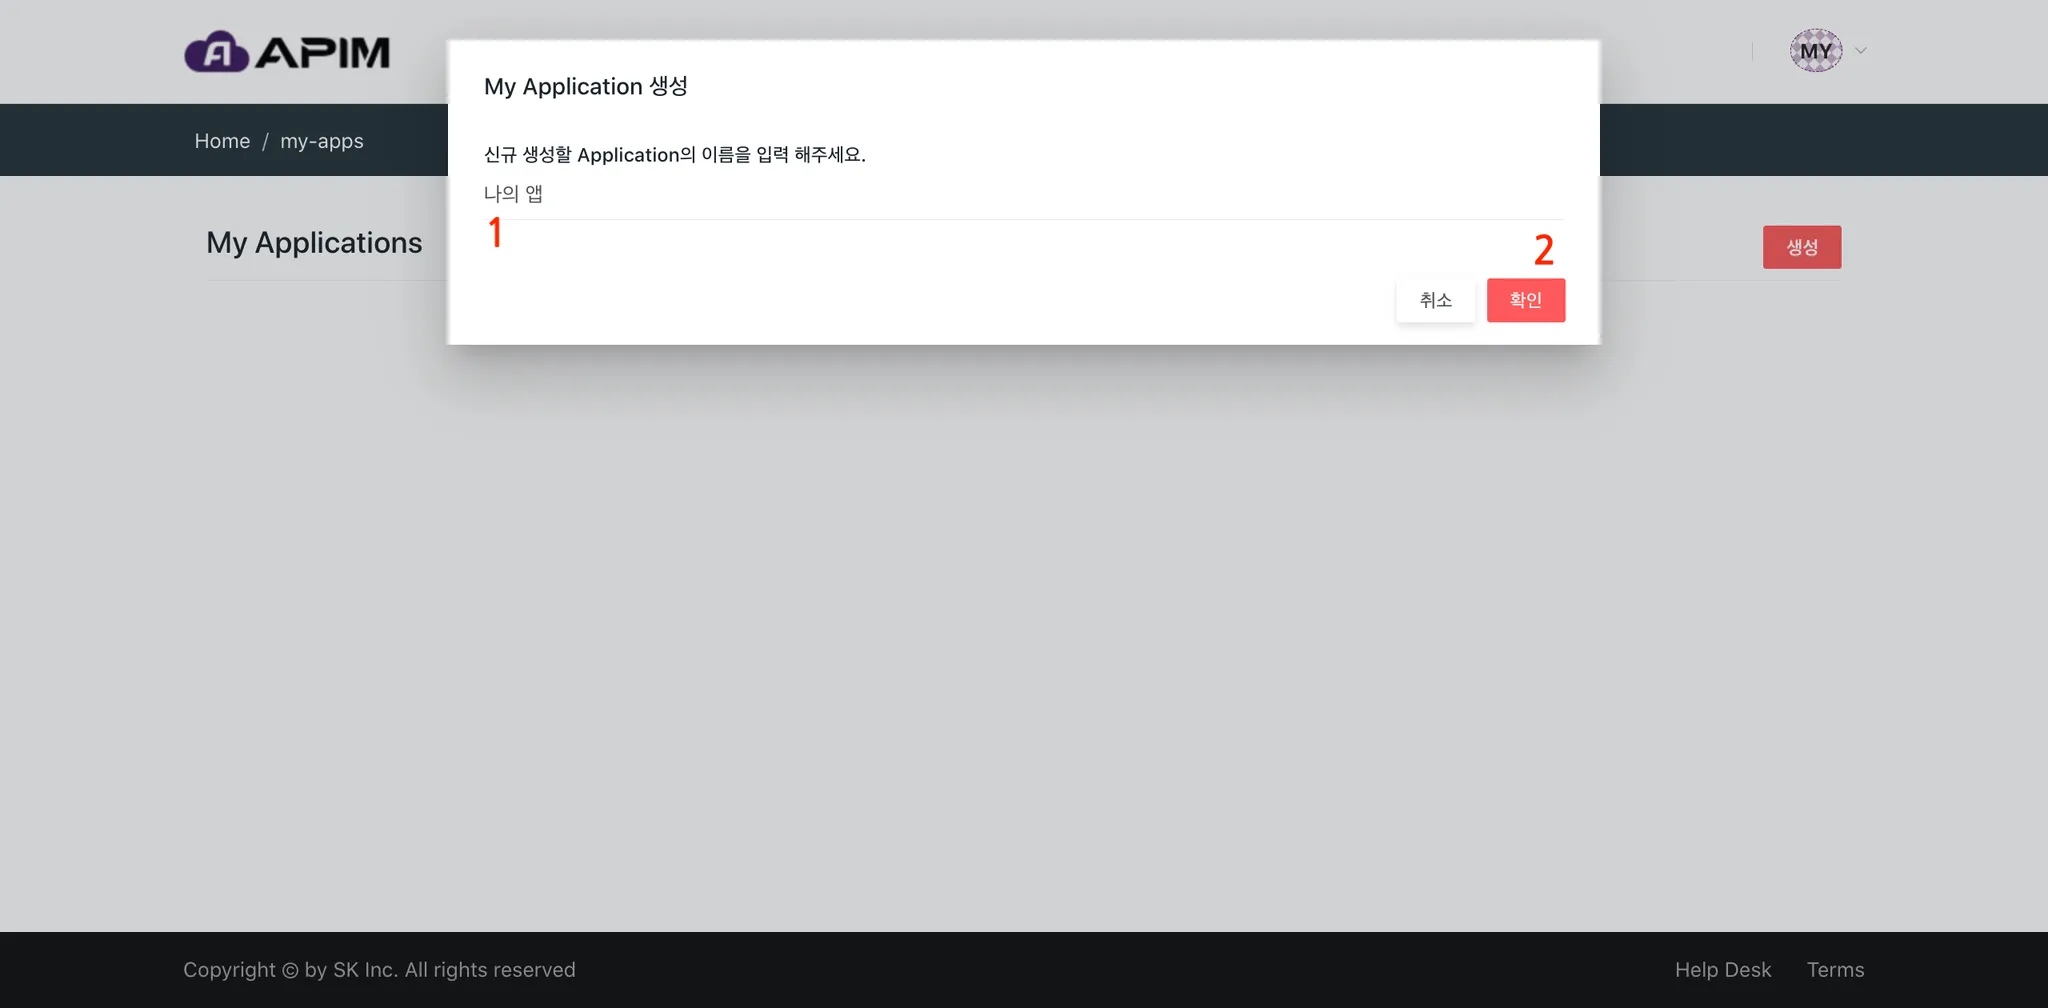 APIM
MY
Home / my-apps
My Application 생성
신규 생성할 Application의 이름을 입력 해주세요.
나의 앱
1
2
취소
확인
My Applications
생성
Copyright © by SK Inc. All rights reserved
Help Desk
Terms